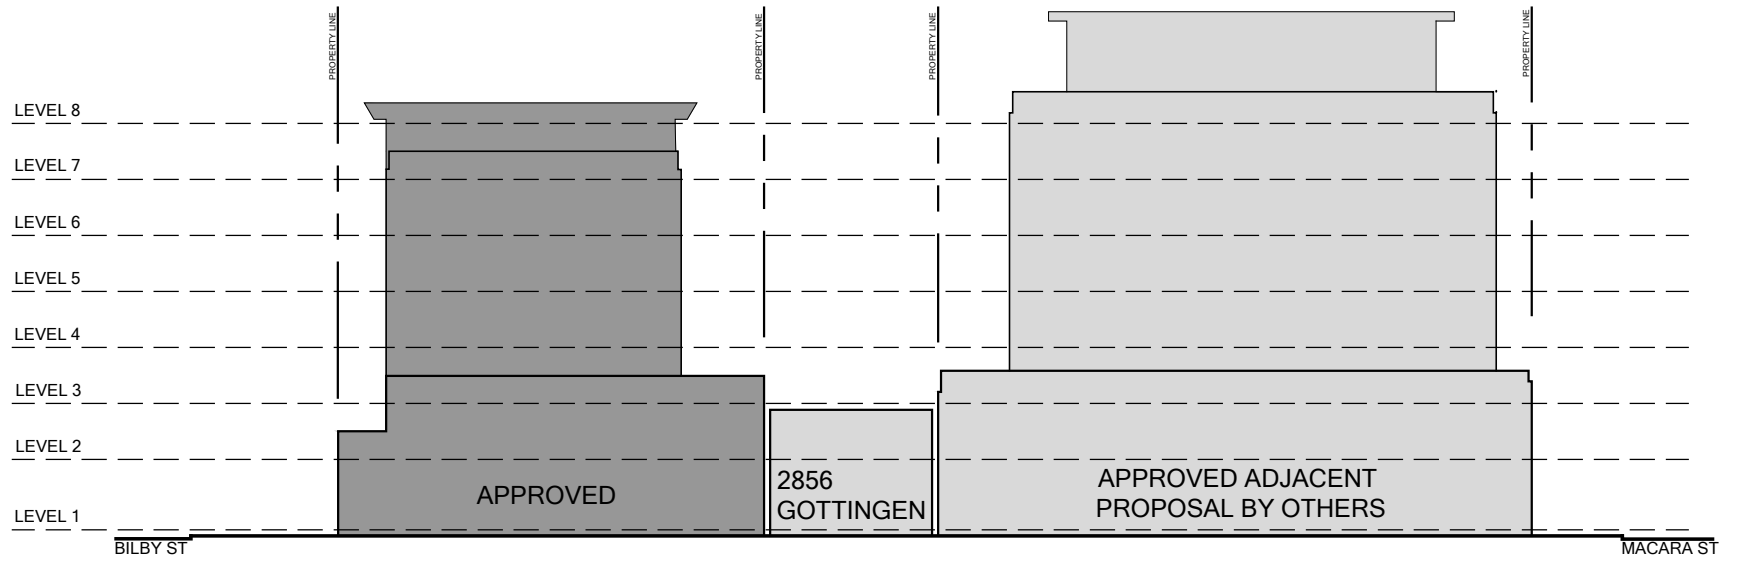 PROPERTY LINE
PROPERTY LINE
PROPERTY LINE
PROPERTY LINE
LEVEL 8
LEVEL 7
LEVEL 6
LEVEL 5
LEVEL 4
LEVEL 3
LEVEL 2
LEVEL 1
APPROVED
2856
GOTTINGEN
APPROVED ADJACENT
PROPOSAL BY OTHERS
BILBY ST
MACARA ST